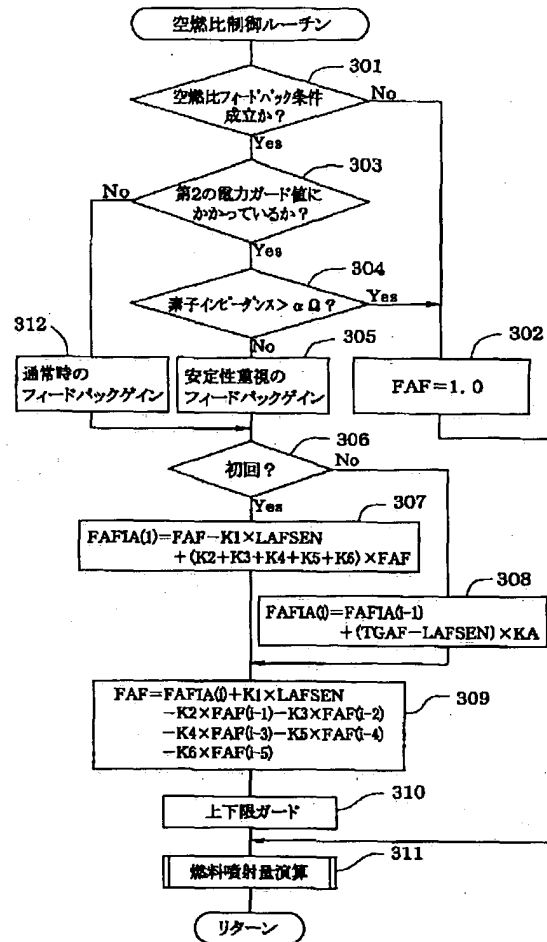 空燃比制御ルーチン
301
空燃比フィードバック条件
成立か?
No
Yes
303
No
第2の電力ガード値に
かかっているか?
Yes
304
素子インピーダンス>αΩ?
Yes
312
No
305
302
通常時の
フィードバックゲイン
安定性重視の
フィードバックゲイン
FAF=1.0
306
初回?
No
Yes
307
FAFIA(i)=FAF-K1×LAFSEN
+(K2+K3+K4+K5+K6)×FAF
308
FAFIA(i)=FAFIA(i-1)
+(TGAF-LAFSEN)×KA
309
FAF=FAFIA(i)+K1×LAFSEN
-K2×FAF(i-1)-K3×FAF(i-2)
-K4×FAF(i-3)-K5×FAF(i-4)
-K6×FAF(i-5)
310
上下限ガード
311
燃料噴射量演算
リターン